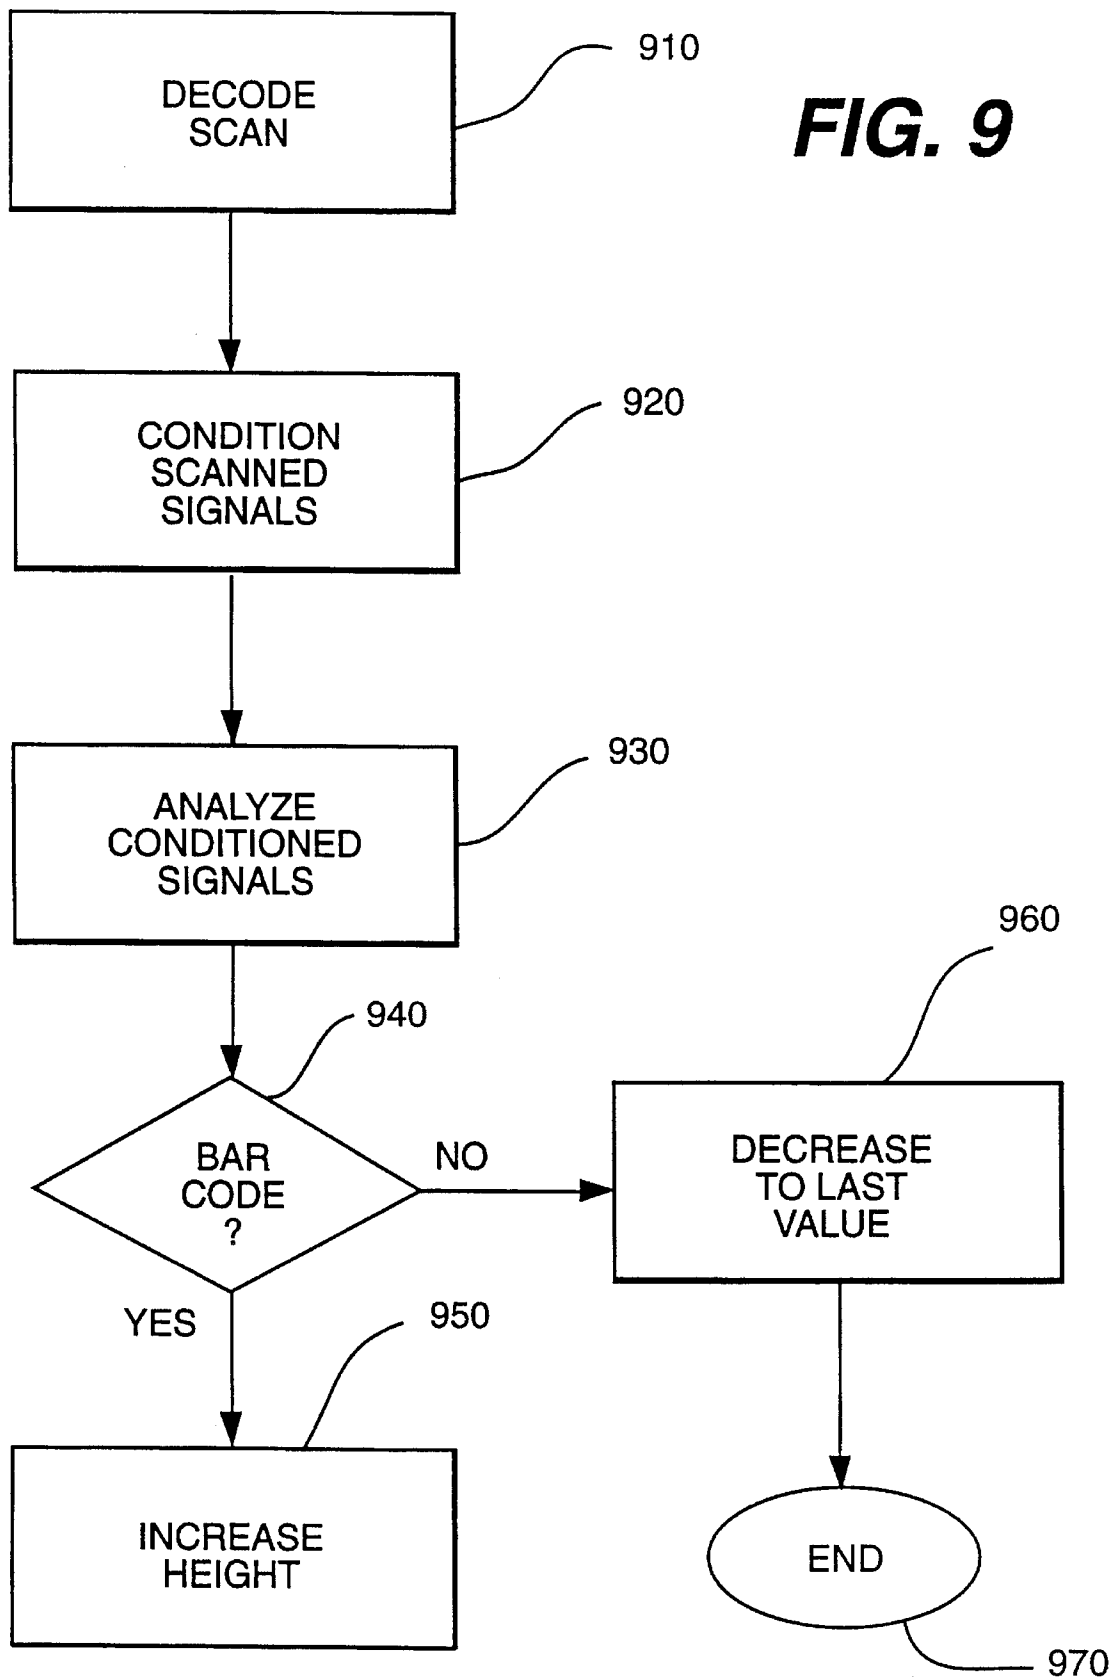 910
FIG. 9
DECODE
SCAN
920
CONDITION
SCANNED
SIGNALS
930
ANALYZE
CONDITIONED
SIGNALS
940
BAR
CODE
?
NO
960
DECREASE
TO LAST
VALUE
YES
950
INCREASE
HEIGHT
END
970